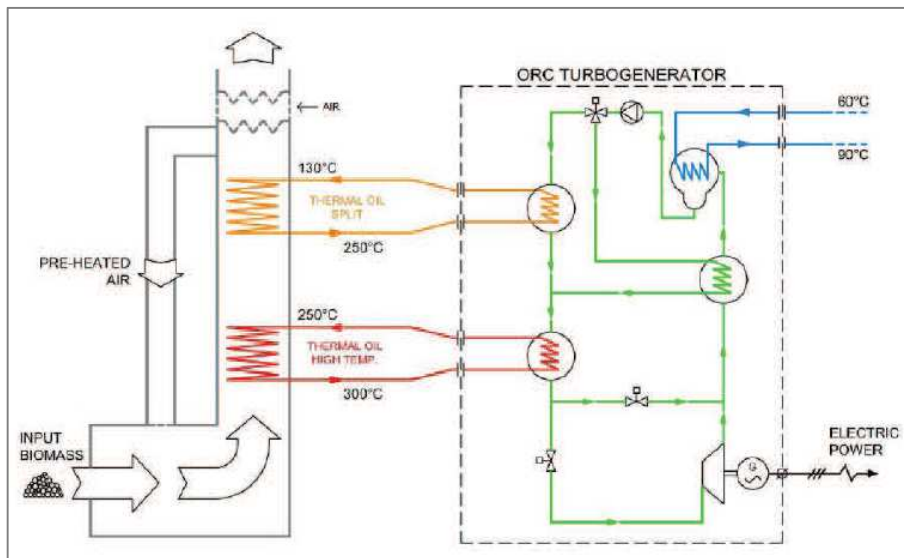 ORC TURBOGENERATOR
AIR
60°C
90°C
130°C
THERMAL OIL
SPLIT
250°C
PRE-HEATED
AIR
250°C
THERMAL OIL
HIGH TEMP.
300°C
INPUT
BIOMASS
ELECTRIC
POWER
G